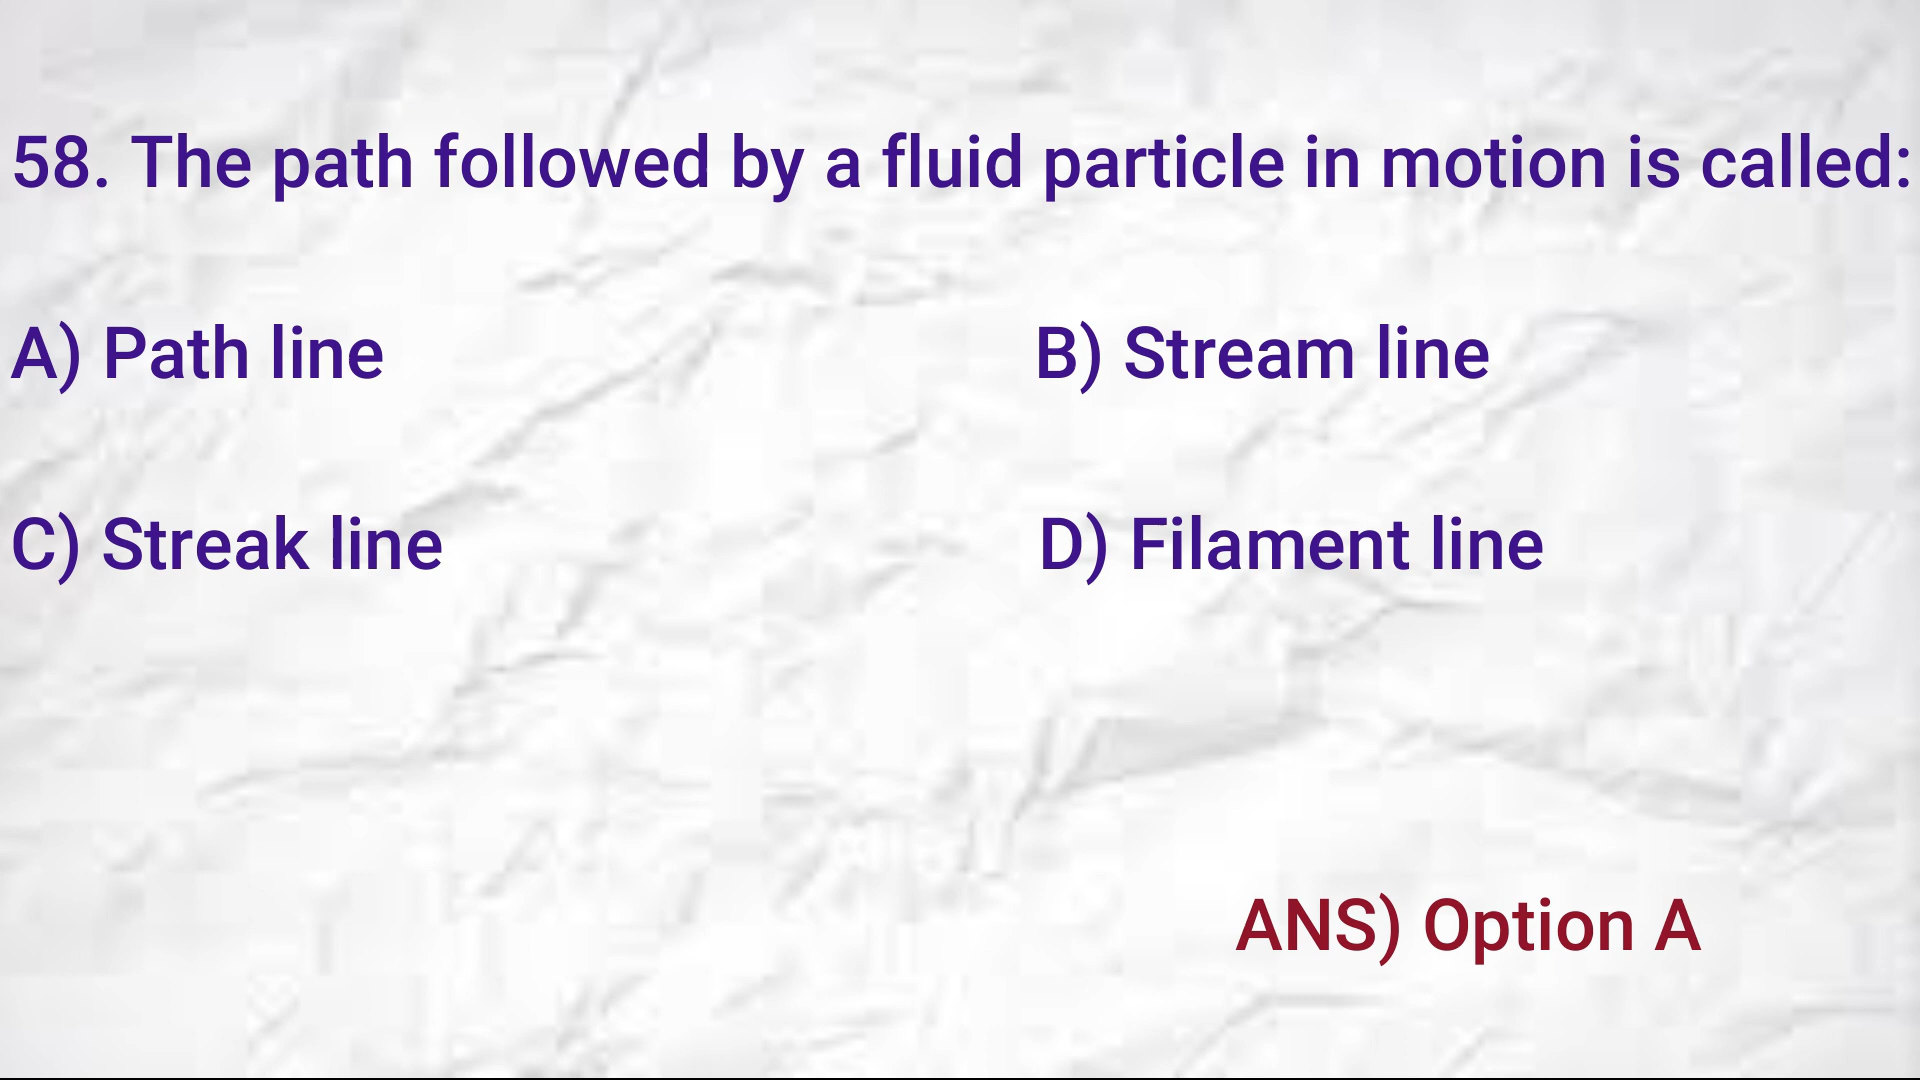 58. The path followed by a fluid particle in motion is called:
A) Path line
B) Stream line
C) Streak line
D) Filament line
ANS) Option A